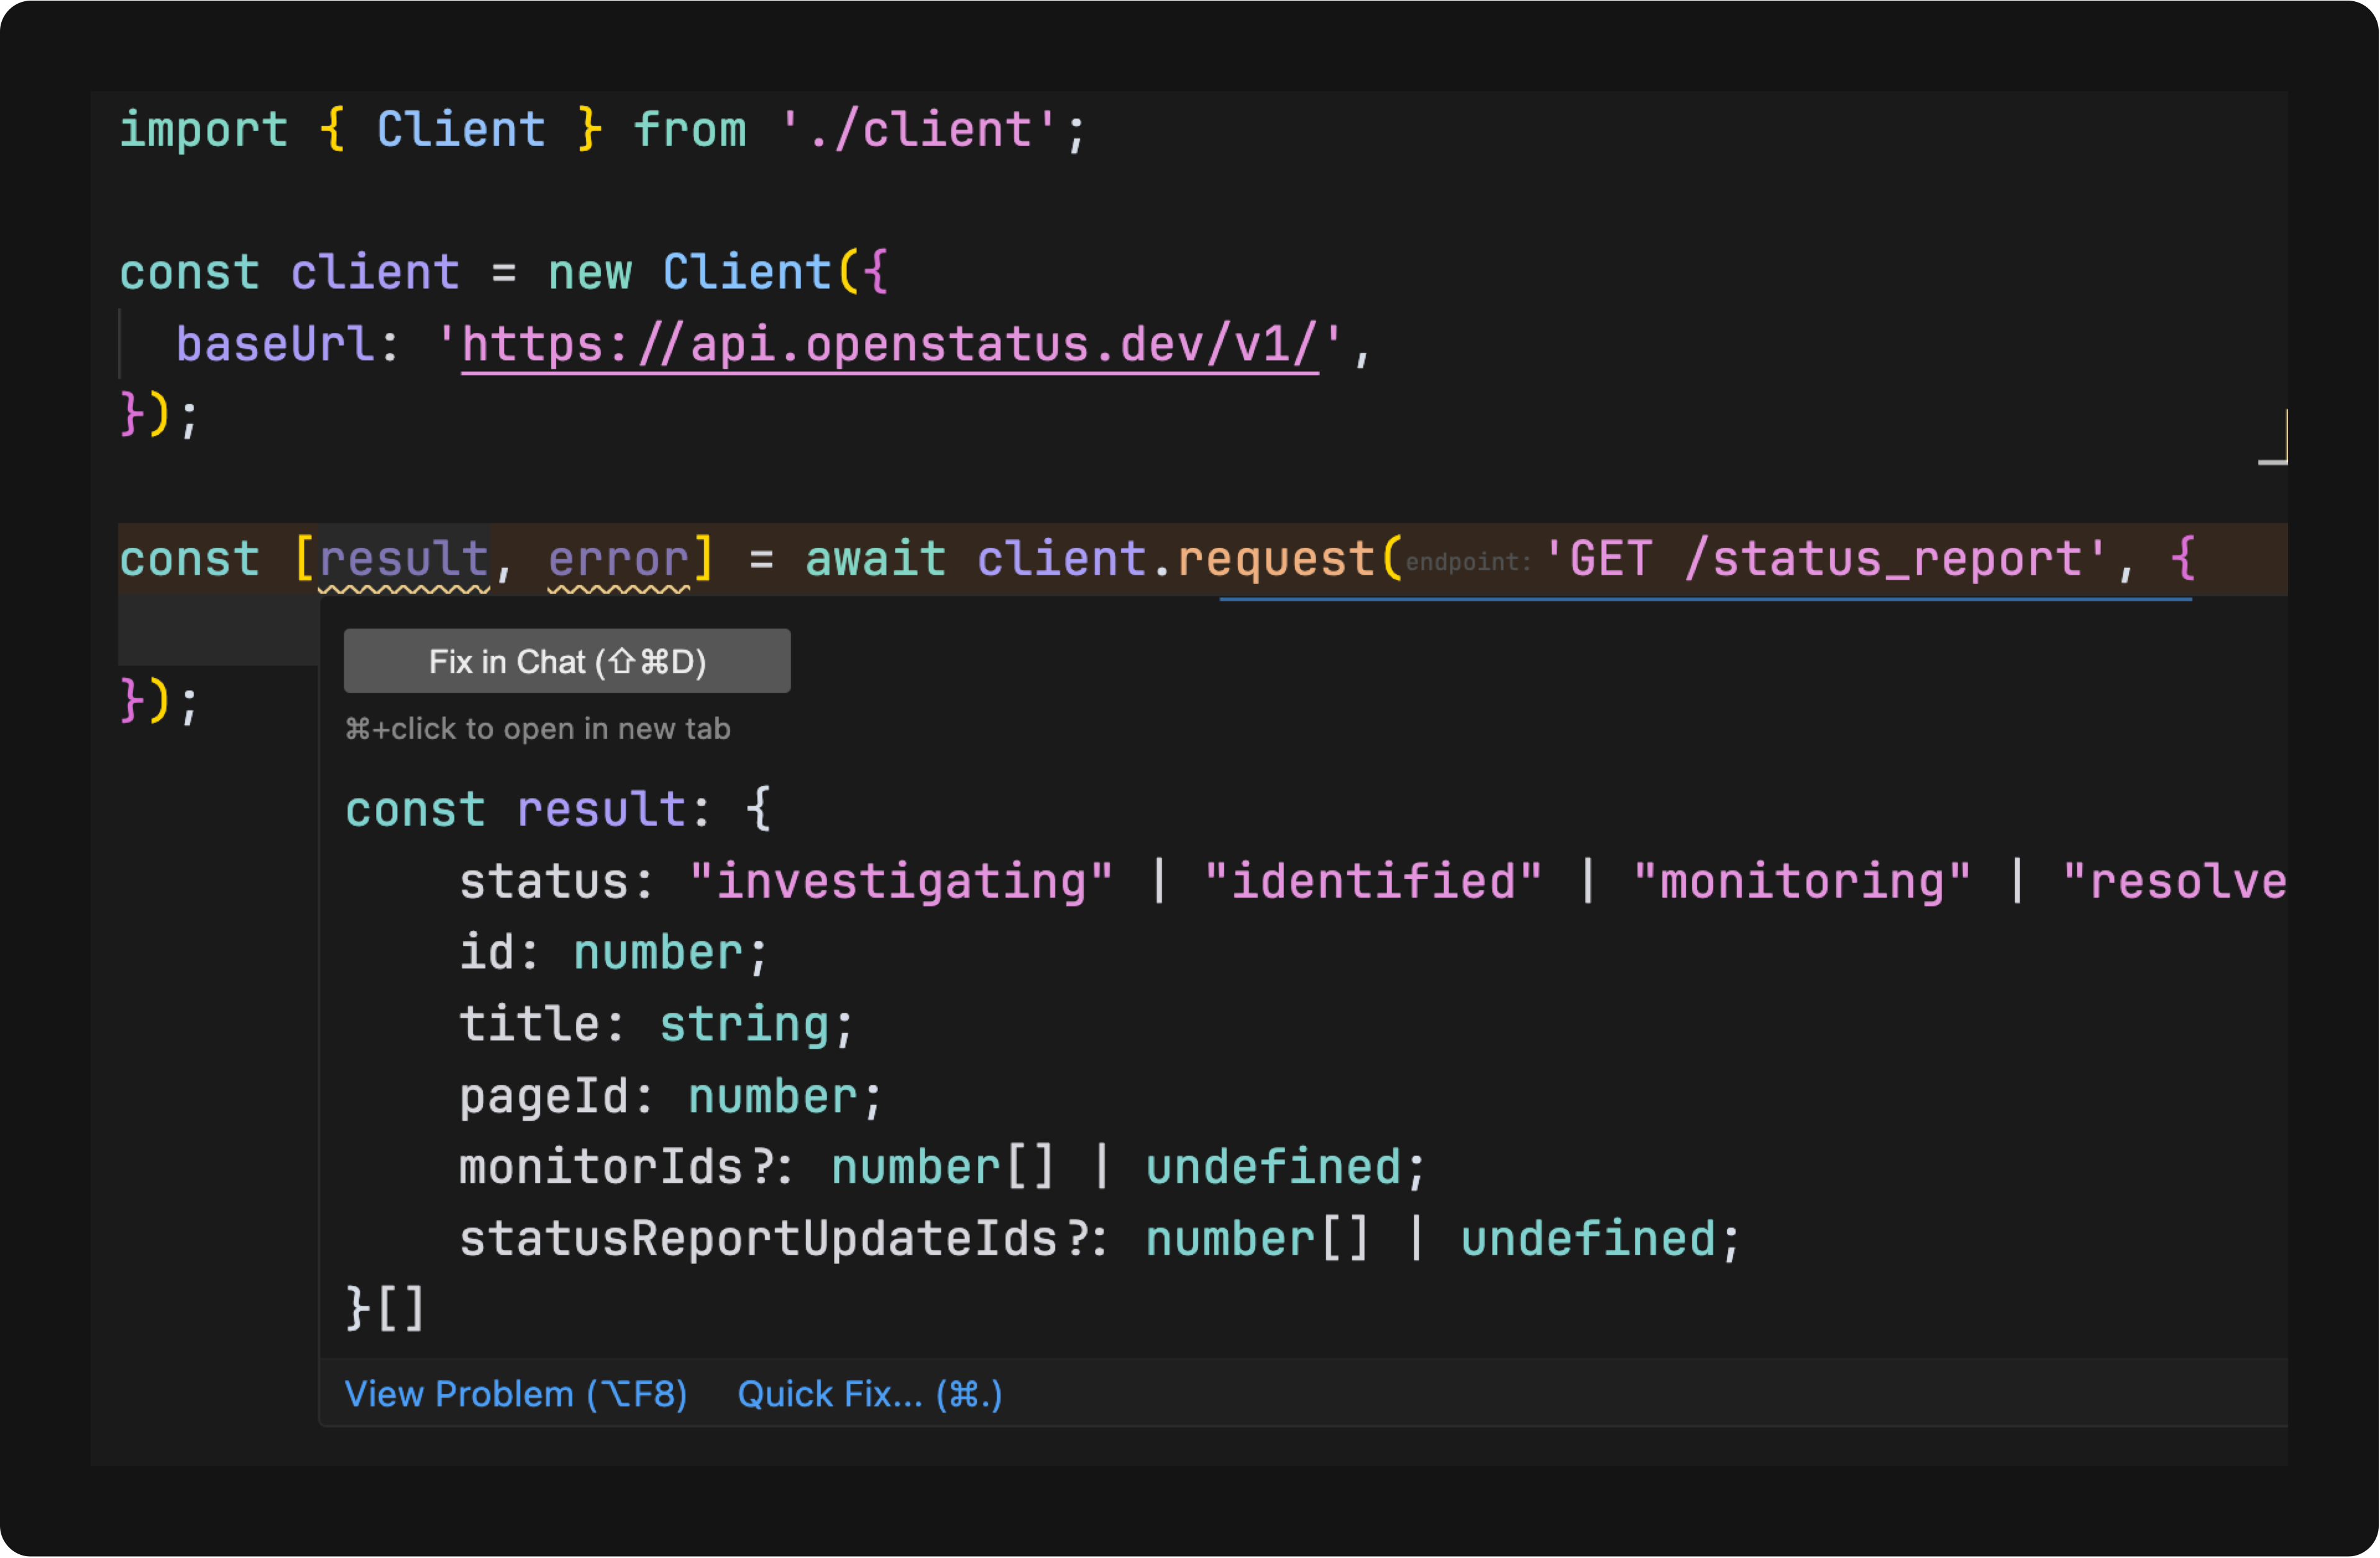 import { Client } from './client';
const client = new Client({
baseUrl: 'https://api.openstatus.dev/v1/',
});
const [result, error] = await client.request(endpoint: 'GET /status_report', {
Fix in Chat (⇧⌘D)
⌘+click to open in new tab
});
const result: {
status: "investigating" | "identified" | "monitoring" | "resolve
id: number;
title: string;
pageId: number;
monitorIds?: number[] | undefined;
statusReportUpdateIds?: number[] | undefined;
}[]
View Problem (⌥F8) Quick Fix... (⌘.)